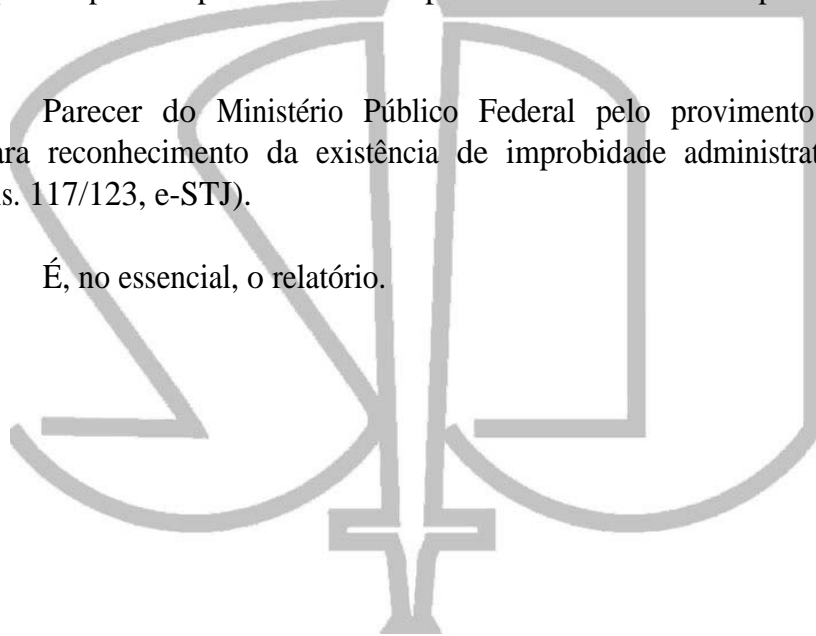 Parecer do Ministério Público Federal pelo provimento
ara reconhecimento da existência de improbidade administrat
s. 117/123, e-STJ).
É, no essencial, o relatório.